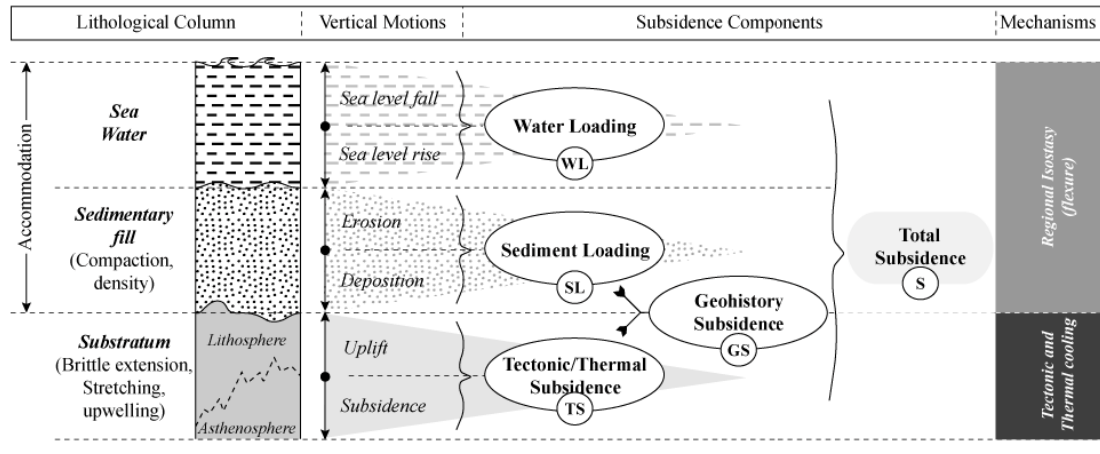 Lithological Column
Vertical Motions
Subsidence Components
Mechanisms
Accommodation
Sea
Water
Sea level fall
Sea level rise
Water Loading
WL
Sedimentary
fill
(Compaction,
density)
Erosion
Deposition
Sediment Loading
SL
Geohistory
Subsidence
GS
Total
Subsidence
S
Regional Isostasy
(flexure)
Substratum
(Brittle extension,
Stretching,
upwelling)
Lithosphere
Asthenosphere
Uplift
Subsidence
Tectonic/Thermal
Subsidence
TS
Tectonic and
Thermal cooling